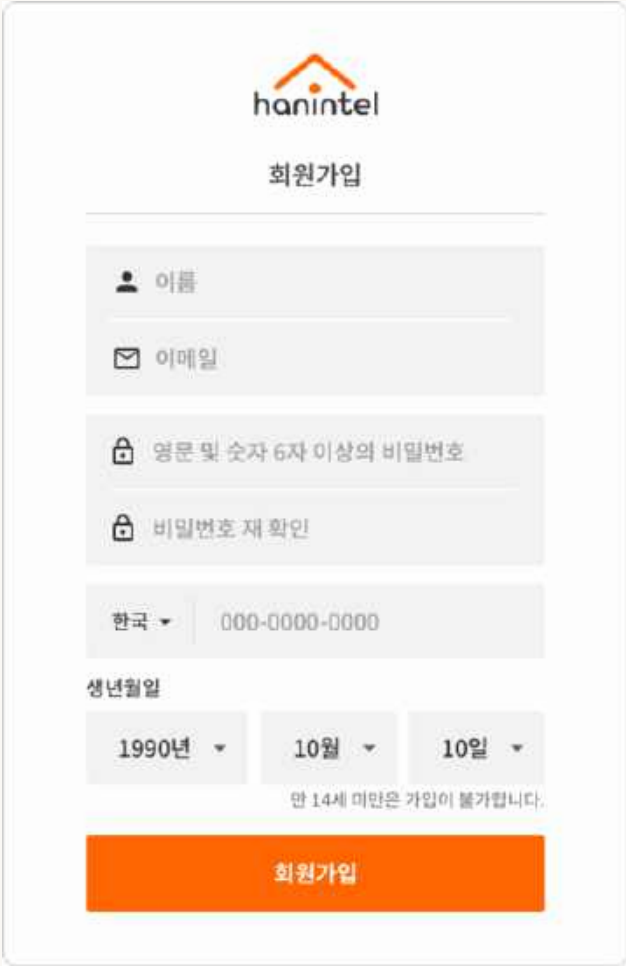 hanintel
회원가입
이름
이메일
영문 및 숫자 6자 이상의 비밀번호
비밀번호 재 확인
한국 000-0000-0000
생년월일
1990년 10월 10일
만 14세 미만은 가입이 불가합니다.
회원가입